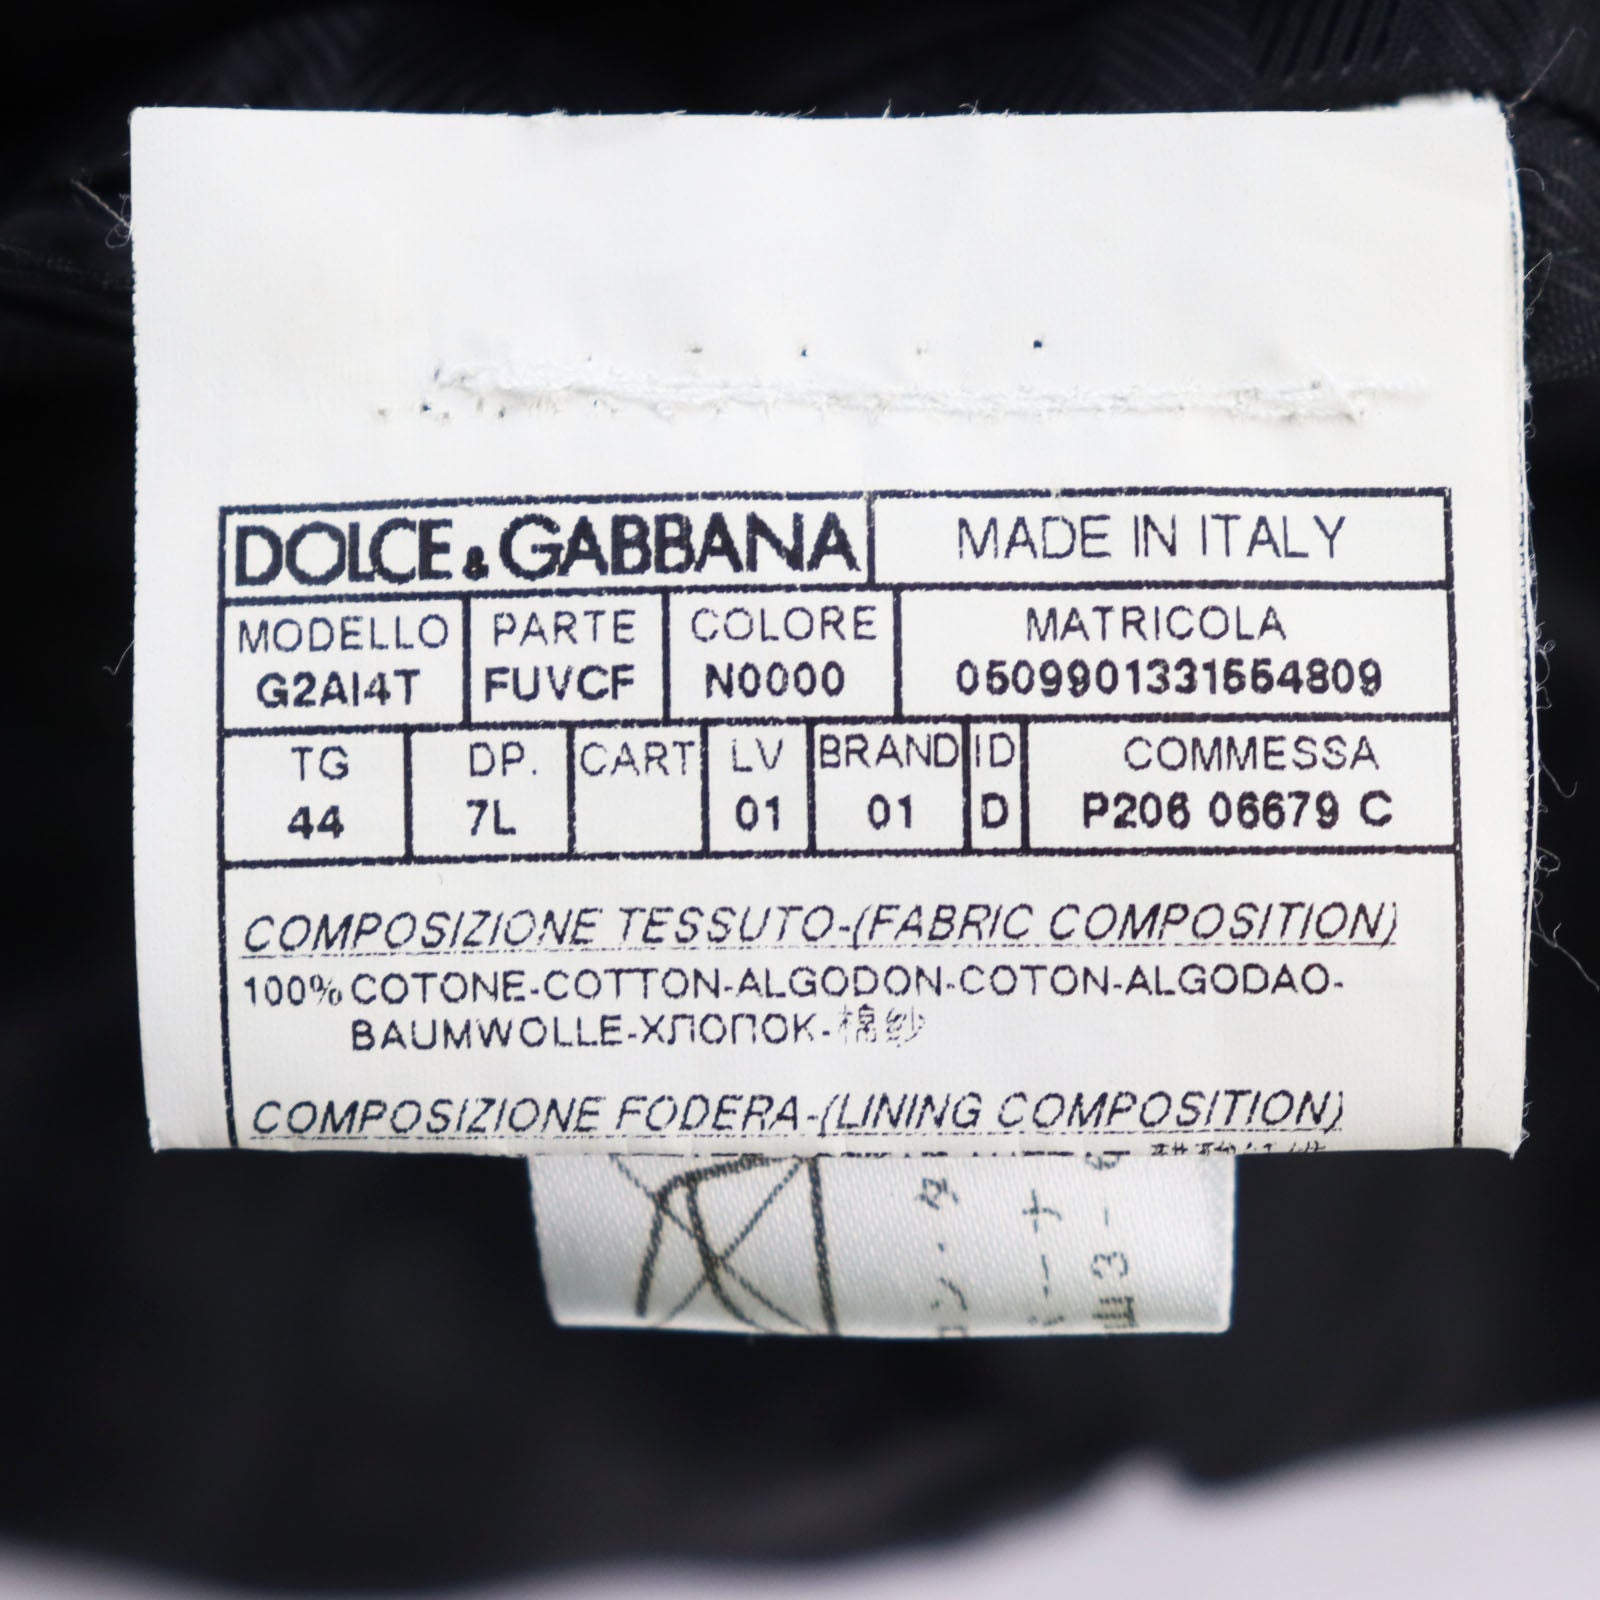 DOLCE & GABBANA MADE IN ITALY
MODELLO PARTE COLORE MATRICOLA
G2AI4T FUVCF N0000 0509901331554809
TG DP. CART LV BRAND ID COMMESSA
44 7L 01 01 D P206 06679 C
COMPOSIZIONE TESSUTO-(FABRIC COMPOSITION)
100% COTONE-COTTON-ALGODON-COTON-ALGODAO-
BAUMWOLLE-ХЛОПОК-棉纱
COMPOSIZIONE FODERA-(LINING COMPOSITION)